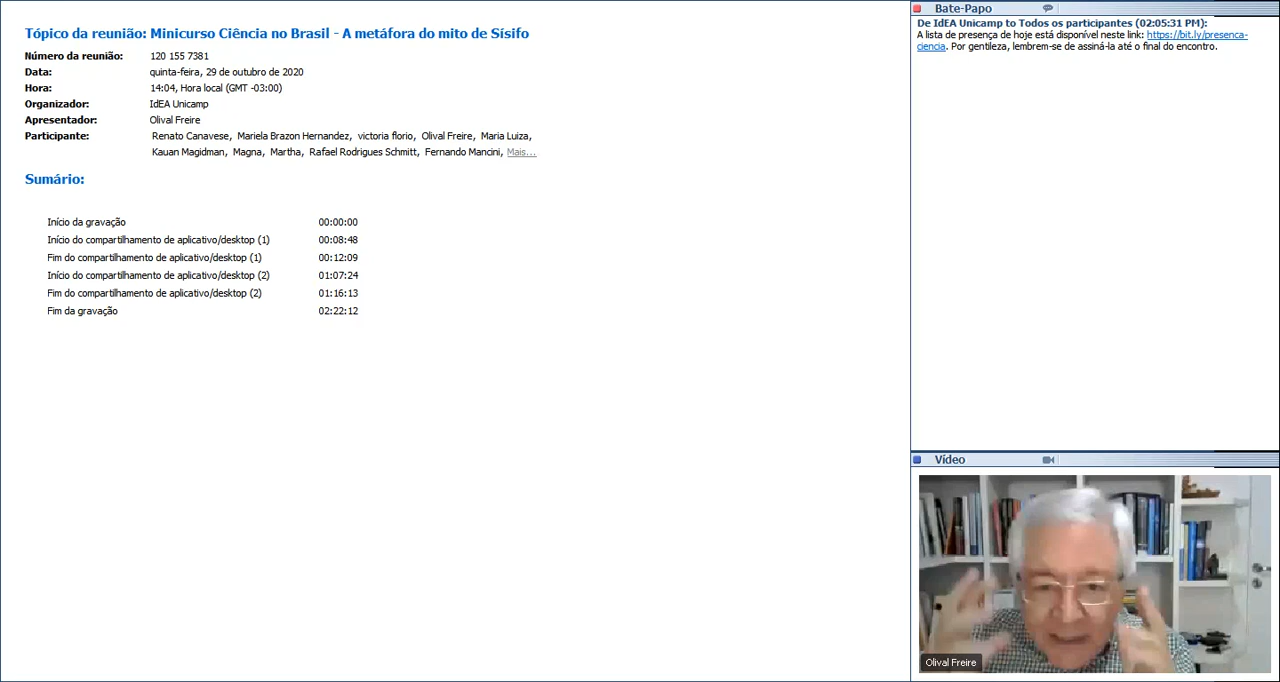 Tópico da reunião: Minicurso Ciência no Brasil - A metáfora do mito de Sísifo
Número da reunião: 120 155 7381
Data: quinta-feira, 29 de outubro de 2020
Hora: 14:04, Hora local (GMT -03:00)
Organizador: IdEA Unicamp
Apresentador: Olival Freire
Participante: Renato Canavese, Mariela Brazon Hernandez, victoria florio, Olival Freire, Maria Luiza,
Kauan Magidman, Magna, Martha, Rafael Rodrigues Schmitt, Fernando Mancini, Mais...
Sumário:
Início da gravação 00:00:00
Início do compartilhamento de aplicativo/desktop (1) 00:08:48
Fim do compartilhamento de aplicativo/desktop (1) 00:12:09
Início do compartilhamento de aplicativo/desktop (2) 01:07:24
Fim do compartilhamento de aplicativo/desktop (2) 01:16:13
Fim da gravação 02:22:12
Bate-Papo
De IdEA Unicamp to Todos os participantes (02:05:31 PM):
A lista de presença de hoje está disponível neste link: https://bit.ly/presenca-
ciencia. Por gentileza, lembrem-se de assiná-la até o final do encontro.
Vídeo
Olival Freire